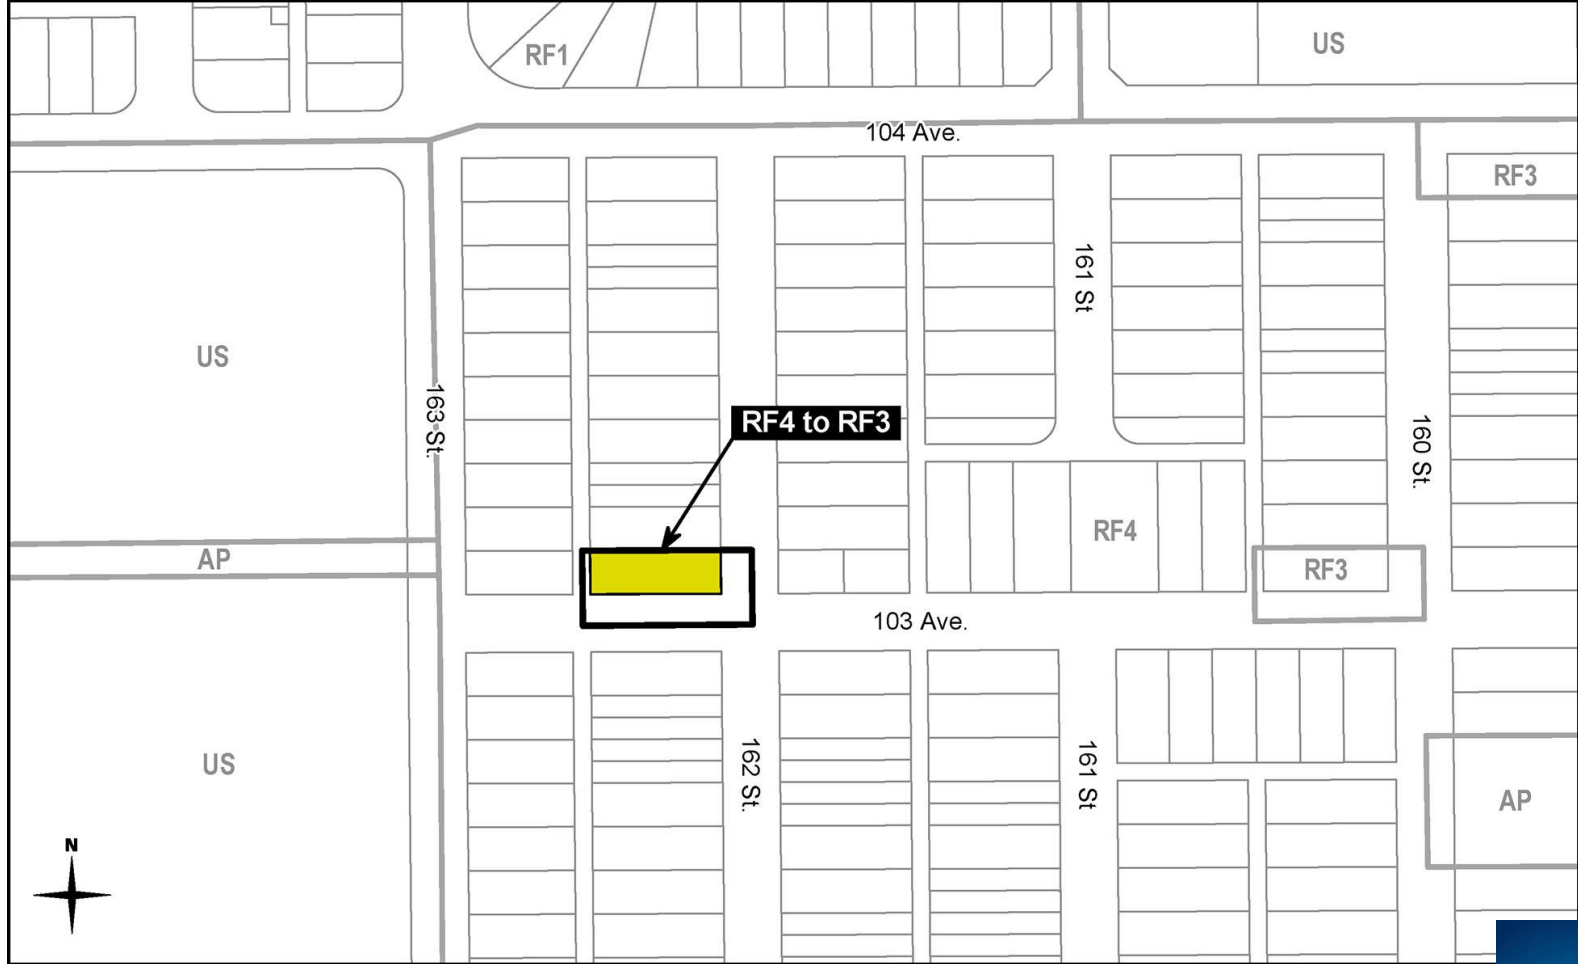 US
RF1
104 Ave.
RF3
161 St
US
163 St.
RF4 to RF3
160 St.
RF4
AP
RF3
103 Ave.
162 St.
161 St
US
AP
N